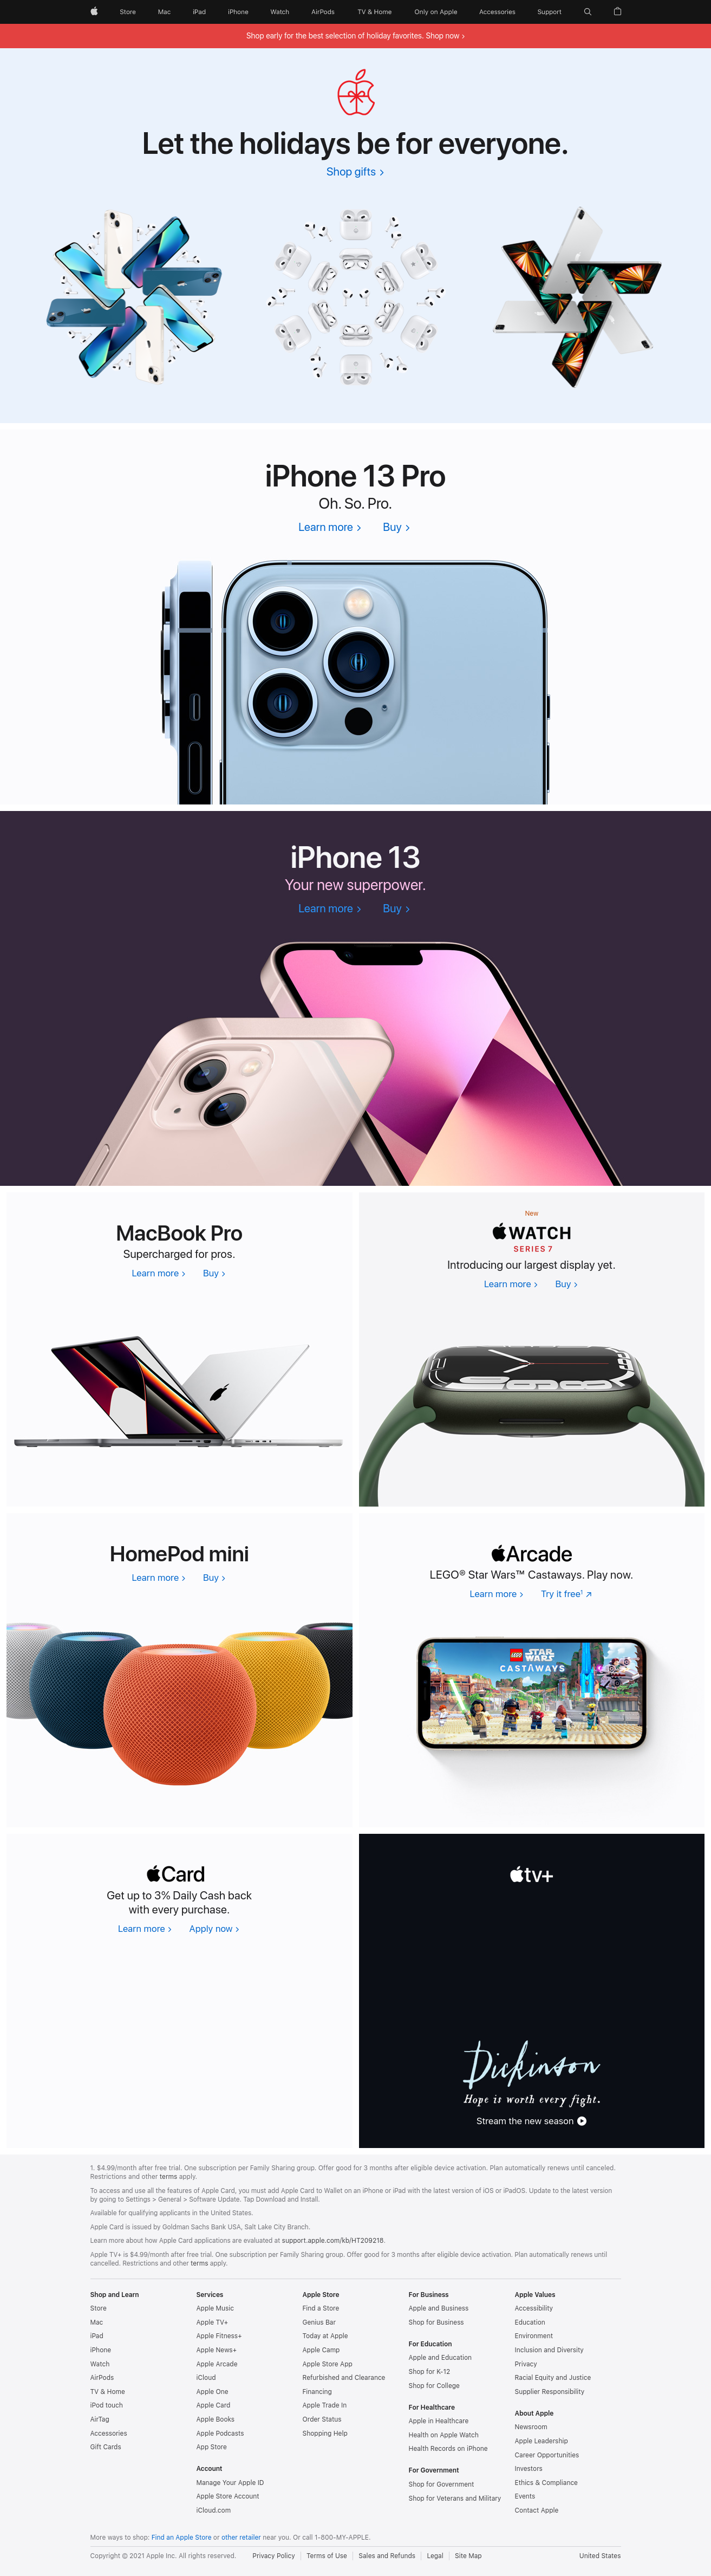 Store Mac iPad iPhone Watch AirPods TV & Home Only on Apple Accessories Support
Shop early for the best selection of holiday favorites. Shop now >
Let the holidays be for everyone.
Shop gifts >
iPhone 13 Pro
Oh. So. Pro.
Learn more > Buy >
iPhone 13
Your new superpower.
Learn more > Buy >
MacBook Pro
Supercharged for pros.
Learn more > Buy >
New
WATCH
SERIES 7
Introducing our largest display yet.
Learn more > Buy >
HomePod mini
Learn more > Buy >
Arcade
LEGO® Star Wars™ Castaways. Play now.
Learn more > Try it free¹ ↗
LEGO STAR WARS
CASTAWAYS
Card
Get up to 3% Daily Cash back
with every purchase.
Learn more > Apply now >
tv+
Dickinson
Hope is worth every fight.
Stream the new season
1. $4.99/month after free trial. One subscription per Family Sharing group. Offer good for 3 months after eligible device activation. Plan automatically renews until canceled.
Restrictions and other terms apply.
To access and use all the features of Apple Card, you must add Apple Card to Wallet on an iPhone or iPad with the latest version of iOS or iPadOS. Update to the latest version
by going to Settings > General > Software Update. Tap Download and Install.
Available for qualifying applicants in the United States.
Apple Card is issued by Goldman Sachs Bank USA, Salt Lake City Branch.
Learn more about how Apple Card applications are evaluated at support.apple.com/kb/HT209218.
Apple TV+ is $4.99/month after free trial. One subscription per Family Sharing group. Offer good for 3 months after eligible device activation. Plan automatically renews until
cancelled. Restrictions and other terms apply.
Shop and Learn
Store
Mac
iPad
iPhone
Watch
AirPods
TV & Home
iPod touch
AirTag
Accessories
Gift Cards
Services
Apple Music
Apple TV+
Apple Fitness+
Apple News+
Apple Arcade
iCloud
Apple One
Apple Card
Apple Books
Apple Podcasts
App Store
Account
Manage Your Apple ID
Apple Store Account
iCloud.com
Apple Store
Find a Store
Genius Bar
Today at Apple
Apple Camp
Apple Store App
Refurbished and Clearance
Financing
Apple Trade In
Order Status
Shopping Help
For Business
Apple and Business
Shop for Business
For Education
Apple and Education
Shop for K-12
Shop for College
For Healthcare
Apple in Healthcare
Health on Apple Watch
Health Records on iPhone
For Government
Shop for Government
Shop for Veterans and Military
Apple Values
Accessibility
Education
Environment
Inclusion and Diversity
Privacy
Racial Equity and Justice
Supplier Responsibility
About Apple
Newsroom
Apple Leadership
Career Opportunities
Investors
Ethics & Compliance
Events
Contact Apple
More ways to shop: Find an Apple Store or other retailer near you. Or call 1-800-MY-APPLE.
Copyright © 2021 Apple Inc. All rights reserved. Privacy Policy | Terms of Use | Sales and Refunds | Legal | Site Map United States